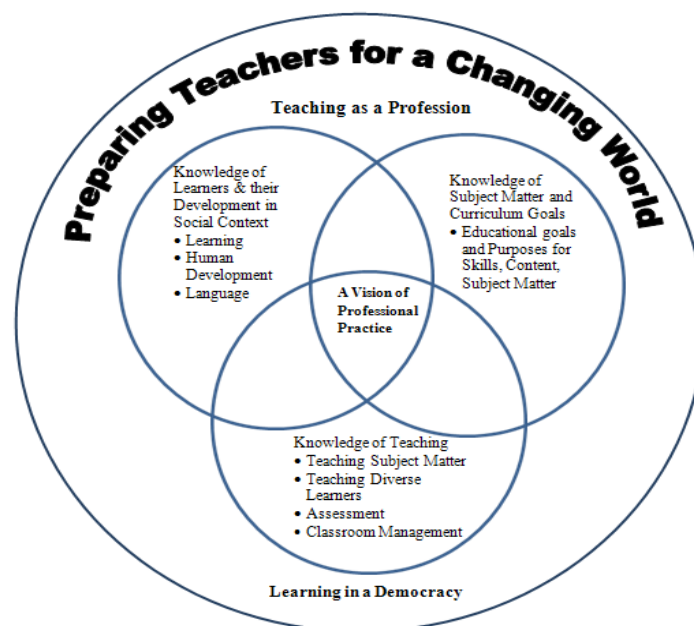 Preparing Teachers for a Changing World
Teaching as a Profession
Knowledge of
Learners & their
Development in
Social Context
• Learning
• Human
Development
• Language
Knowledge of
Subject Matter and
Curriculum Goals
• Educational goals
and Purposes for
Skills, Content,
Subject Matter
A Vision of
Professional
Practice
Knowledge of Teaching
• Teaching Subject Matter
• Teaching Diverse
Learners
• Assessment
• Classroom Management
Learning in a Democracy